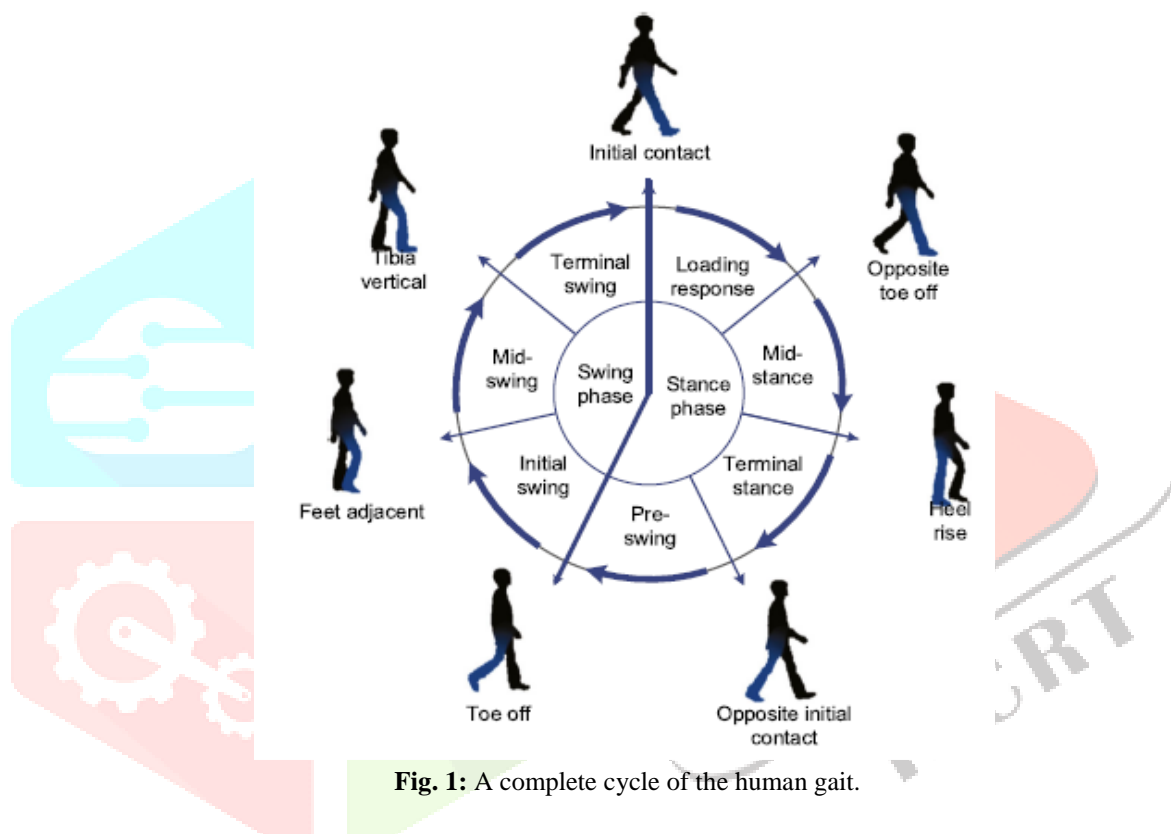 Initial contact
Tibia
vertical
Opposite
toe off
Terminal
swing
Loading
response
Mid-
swing
Swing
phase
Stance
phase
Mid-
stance
Initial
swing
Terminal
stance
Pre-
swing
Feet adjacent
Heel
rise
Toe off
Opposite initial
contact
Fig. 1: A complete cycle of the human gait.